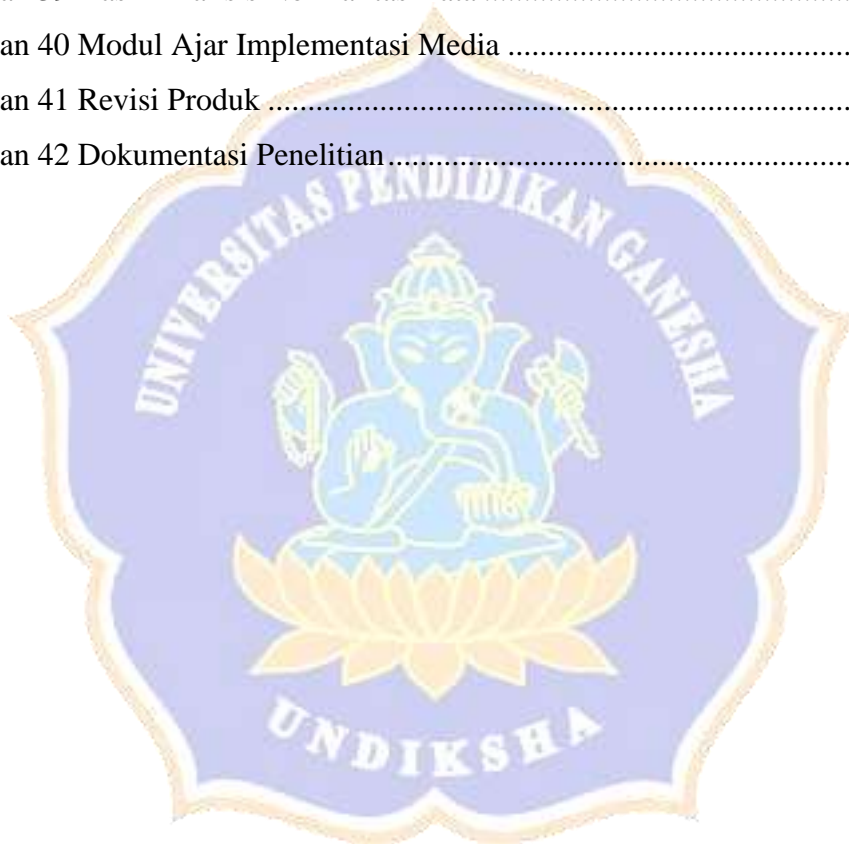 an 40 Modul Ajar Implementasi Media ....................................................
an 41 Revisi Produk ......................................................................................
an 42 Dokumentasi Penelitian ....................................................................
UNIVERSITAS PENDIDIKAN GANESHA
UNDIKSHA